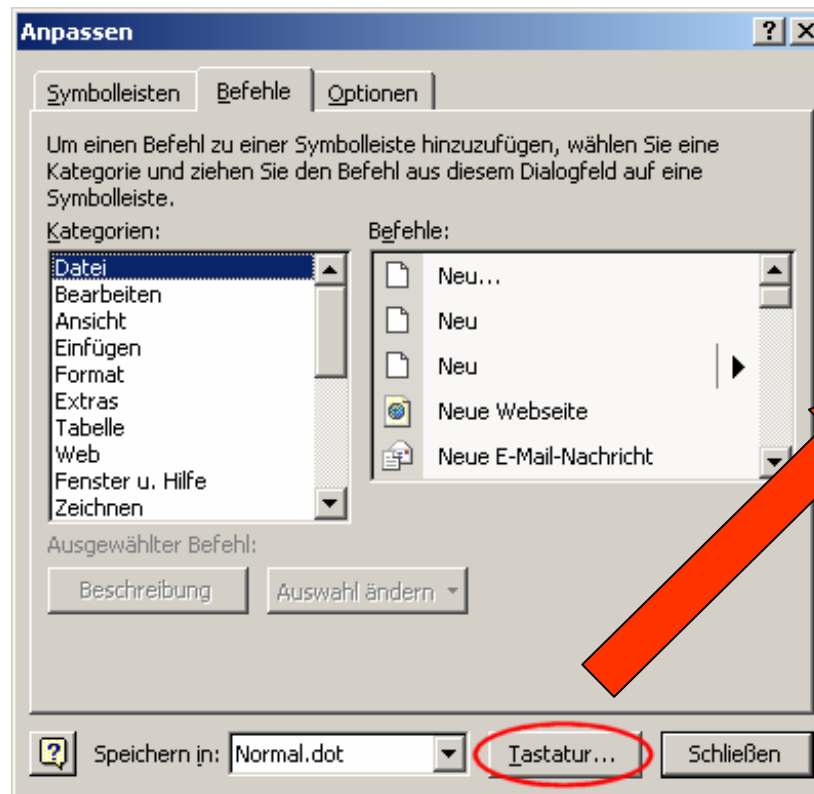 Anpassen
Symbolleisten Befehle Optionen
Um einen Befehl zu einer Symbolleiste hinzuzufügen, wählen Sie eine
Kategorie und ziehen Sie den Befehl aus diesem Dialogfeld auf eine
Symbolleiste.
Kategorien: Befehle:
Datei
Bearbeiten
Ansicht
Einfügen
Format
Extras
Tabelle
Web
Fenster u. Hilfe
Zeichnen
Neu...
Neu
Neu
Neue Webseite
Neue E-Mail-Nachricht
Ausgewählter Befehl:
Beschreibung Auswahl ändern
Speichern in: Normal.dot Tastatur... Schließen